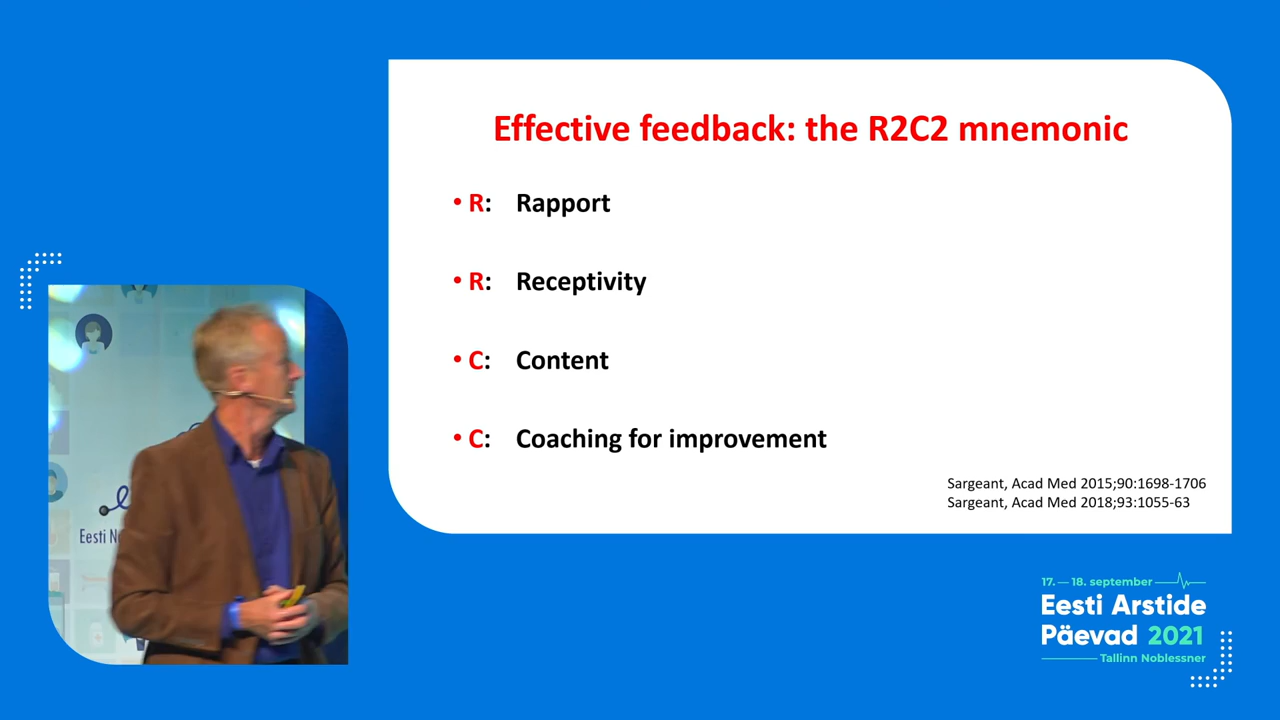 Effective feedback: the R2C2 mnemonic
• R: Rapport
• R: Receptivity
• C: Content
• C: Coaching for improvement
Sargeant, Acad Med 2015;90:1698-1706
Sargeant, Acad Med 2018;93:1055-63
Eesti
17. — 18. september
Eesti Arstide
Päevad 2021
Tallinn Noblessner